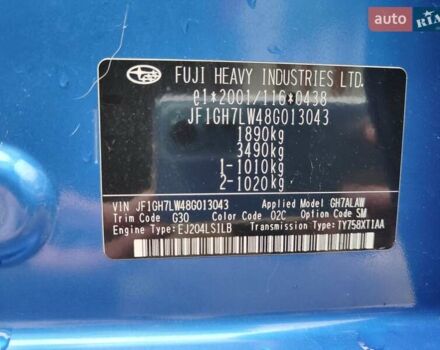 AUTO
RIA
SUBARU
FUJI HEAVY INDUSTRIES LTD.
e1*2001/116*0438
JF1GH7LW48G013043
1890kg
3490kg
1-1010kg
2-1020kg
VIN JF1GH7LW48G013043 Applied Model GH7ALAW
Trim Code G30 Color Code 02C Option Code SM
Engine Type: EJ204LS1LB Transmission Type: TY758XT1AA